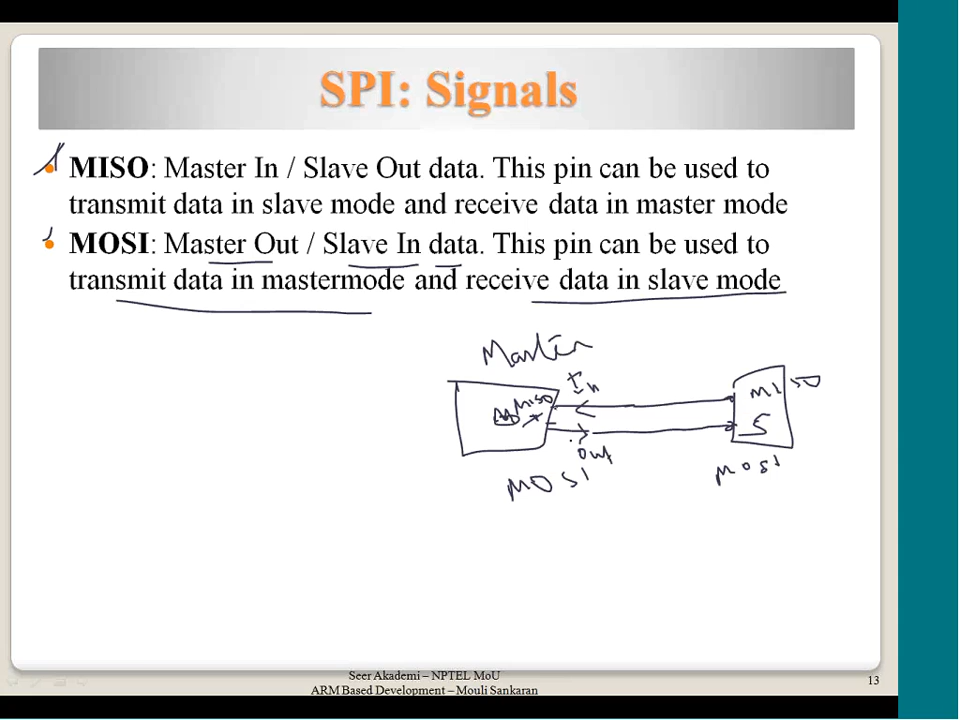 SPI: Signals
• MISO: Master In / Slave Out data. This pin can be used to
transmit data in slave mode and receive data in master mode
• MOSI: Master Out / Slave In data. This pin can be used to
transmit data in mastermode and receive data in slave mode
Master
In
MISO
MISO
S
out
MOSI
MOSI
Seer Akademi – NPTEL MoU
ARM Based Development – Mouli Sankaran
13